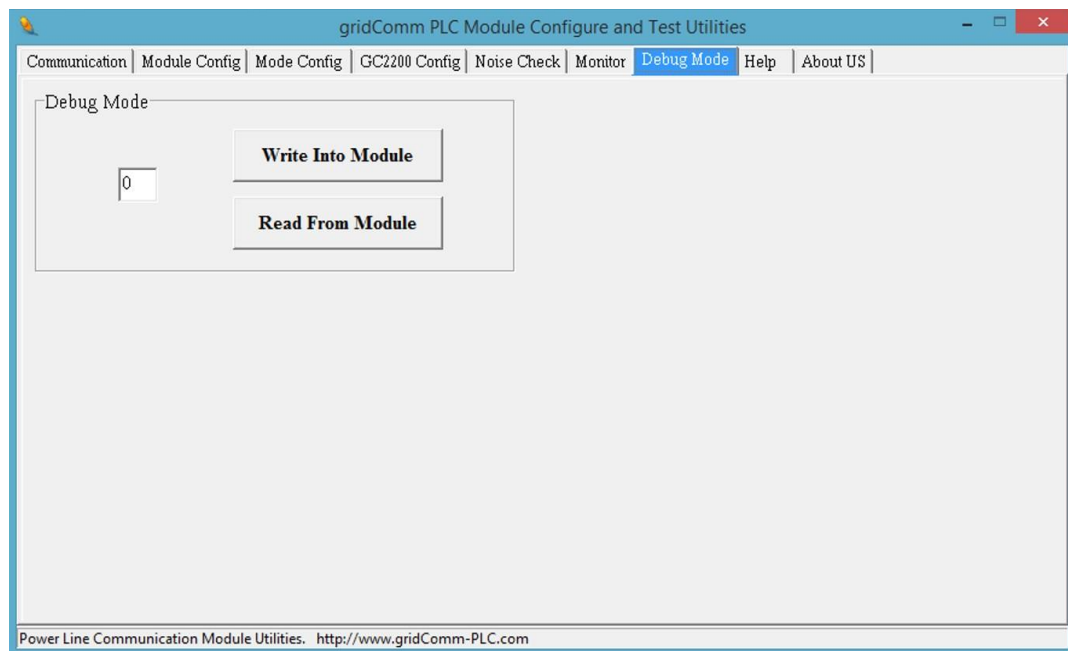 gridComm PLC Module Configure and Test Utilities
Communication Module Config Mode Config GC2200 Config Noise Check Monitor Debug Mode Help About US
Debug Mode
Write Into Module
0
Read From Module
Power Line Communication Module Utilities. http://www.gridComm-PLC.com